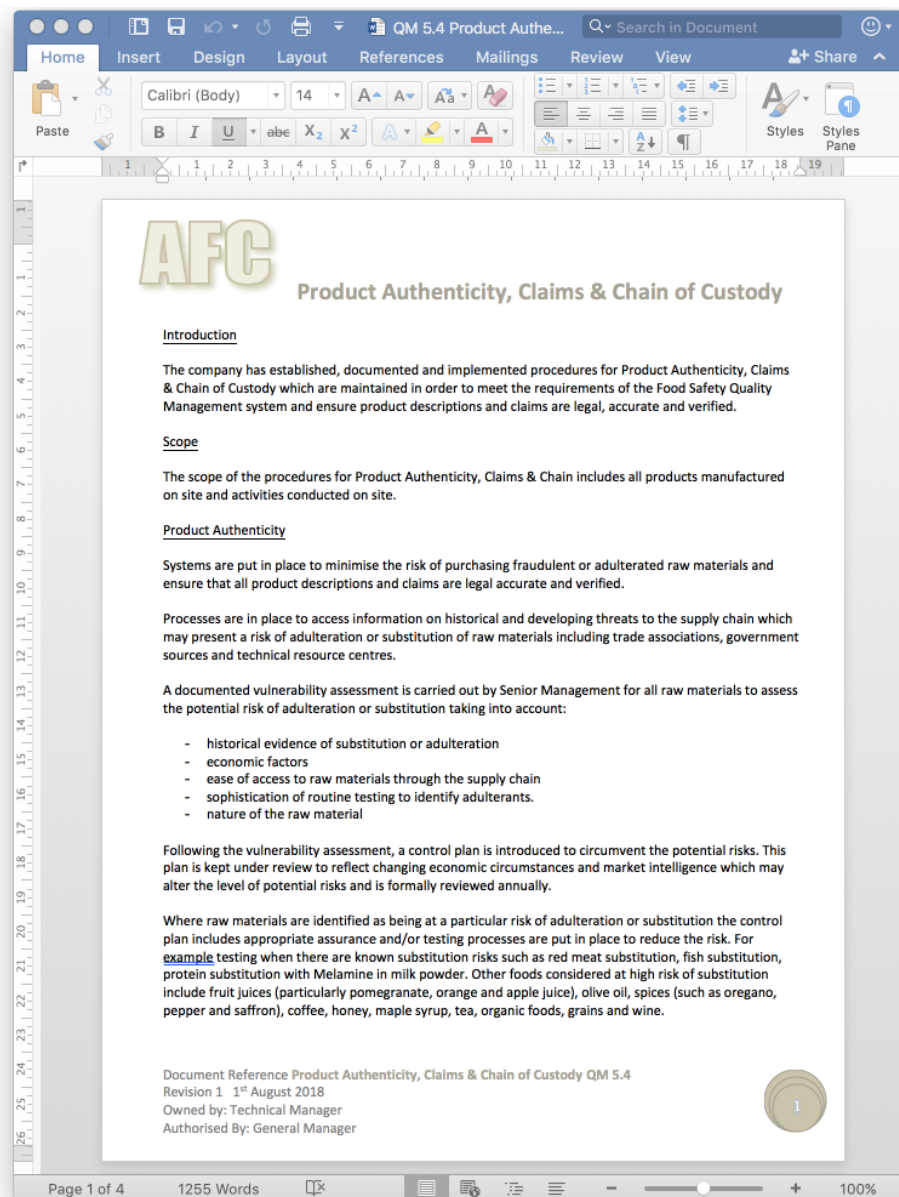 QM 5.4 Product Authe...
Search in Document
Home Insert Design Layout References Mailings Review View Share
Calibri (Body) 14
Paste
Styles Styles
Pane
AFC
Product Authenticity, Claims & Chain of Custody
Introduction
The company has established, documented and implemented procedures for Product Authenticity, Claims
& Chain of Custody which are maintained in order to meet the requirements of the Food Safety Quality
Management system and ensure product descriptions and claims are legal, accurate and verified.
Scope
The scope of the procedures for Product Authenticity, Claims & Chain includes all products manufactured
on site and activities conducted on site.
Product Authenticity
Systems are put in place to minimise the risk of purchasing fraudulent or adulterated raw materials and
ensure that all product descriptions and claims are legal accurate and verified.
Processes are in place to access information on historical and developing threats to the supply chain which
may present a risk of adulteration or substitution of raw materials including trade associations, government
sources and technical resource centres.
A documented vulnerability assessment is carried out by Senior Management for all raw materials to assess
the potential risk of adulteration or substitution taking into account:
- historical evidence of substitution or adulteration
- economic factors
- ease of access to raw materials through the supply chain
- sophistication of routine testing to identify adulterants.
- nature of the raw material
Following the vulnerability assessment, a control plan is introduced to circumvent the potential risks. This
plan is kept under review to reflect changing economic circumstances and market intelligence which may
alter the level of potential risks and is formally reviewed annually.
Where raw materials are identified as being at a particular risk of adulteration or substitution the control
plan includes appropriate assurance and/or testing processes are put in place to reduce the risk. For
example testing when there are known substitution risks such as red meat substitution, fish substitution,
protein substitution with Melamine in milk powder. Other foods considered at high risk of substitution
include fruit juices (particularly pomegranate, orange and apple juice), olive oil, spices (such as oregano,
pepper and saffron), coffee, honey, maple syrup, tea, organic foods, grains and wine.
Document Reference Product Authenticity, Claims & Chain of Custody QM 5.4
Revision 1 1st August 2018
Owned by: Technical Manager
Authorised By: General Manager
1
Page 1 of 4 1255 Words 100%